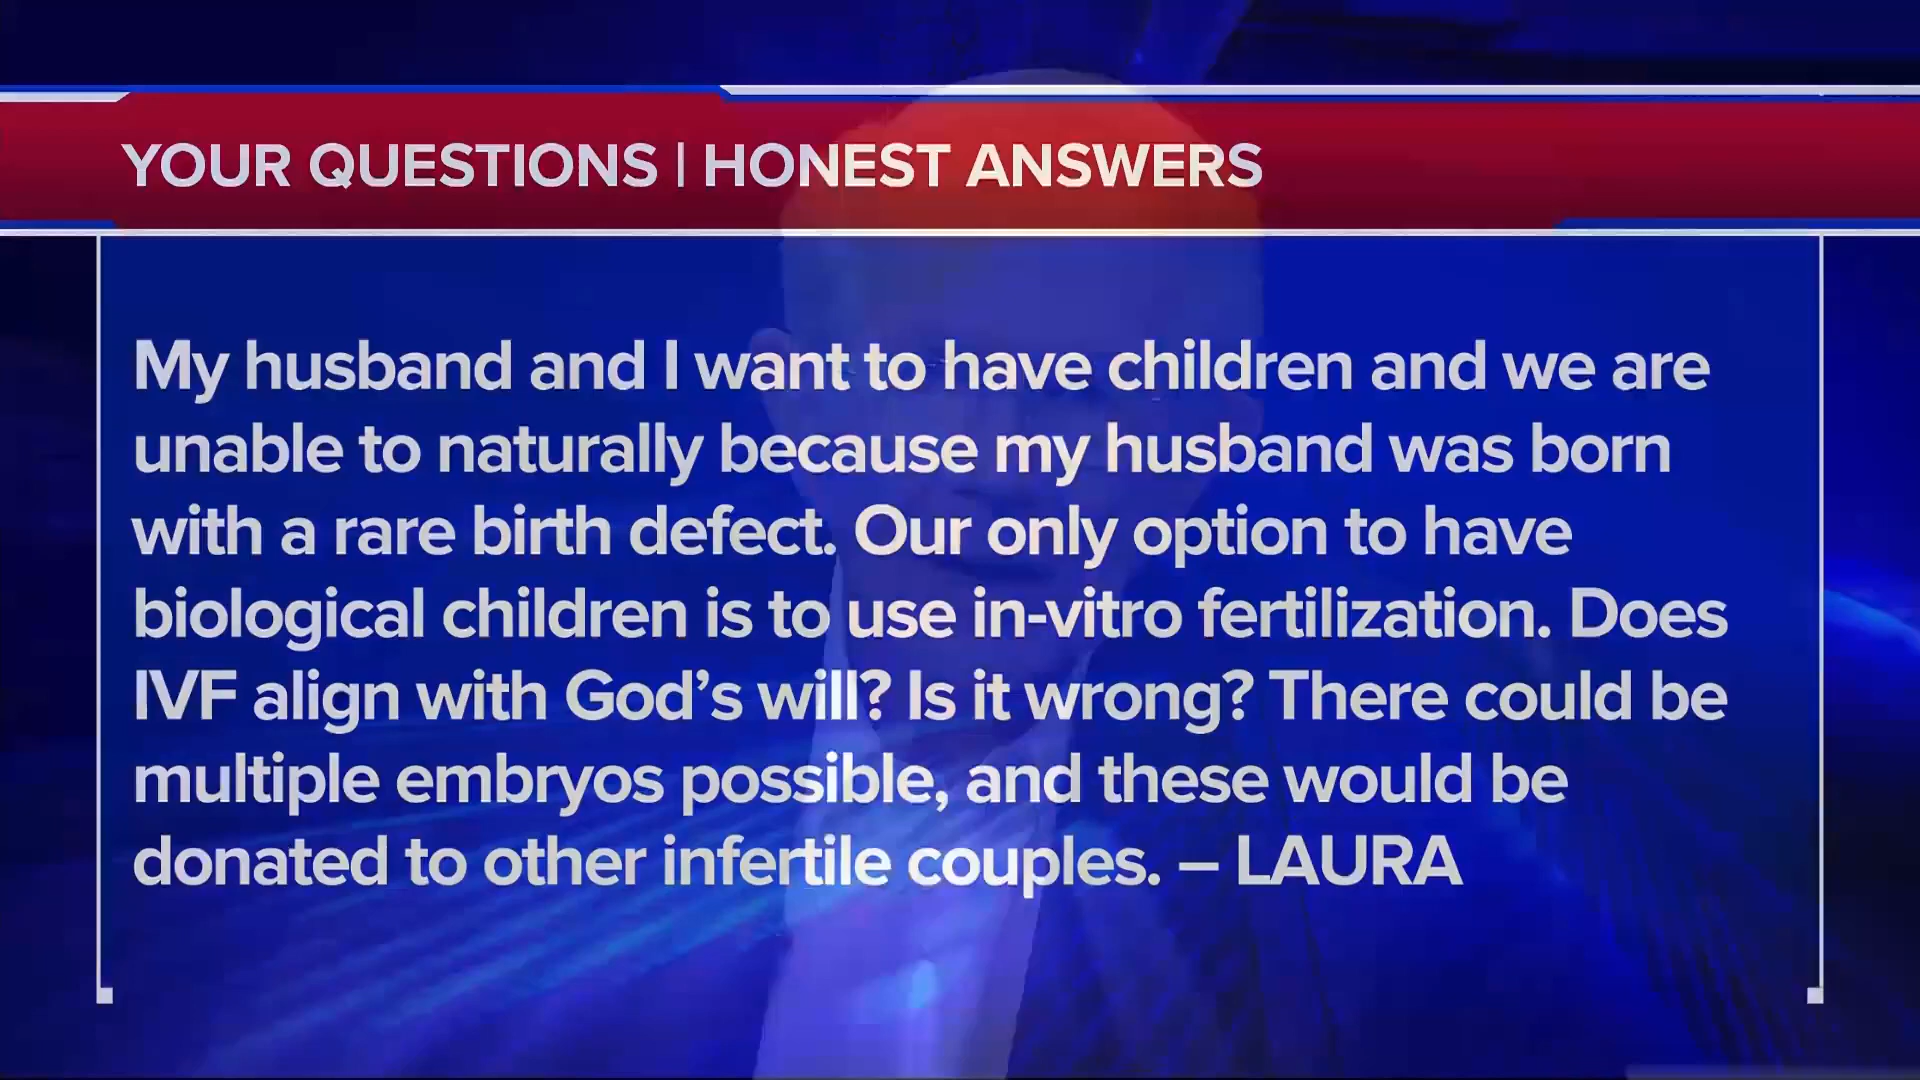 YOUR QUESTIONS | HONEST ANSWERS
My husband and I want to have children and we are
unable to naturally because my husband was born
with a rare birth defect. Our only option to have
biological children is to use in-vitro fertilization. Does
IVF align with God’s will? Is it wrong? There could be
multiple embryos possible, and these would be
donated to other infertile couples. – LAURA